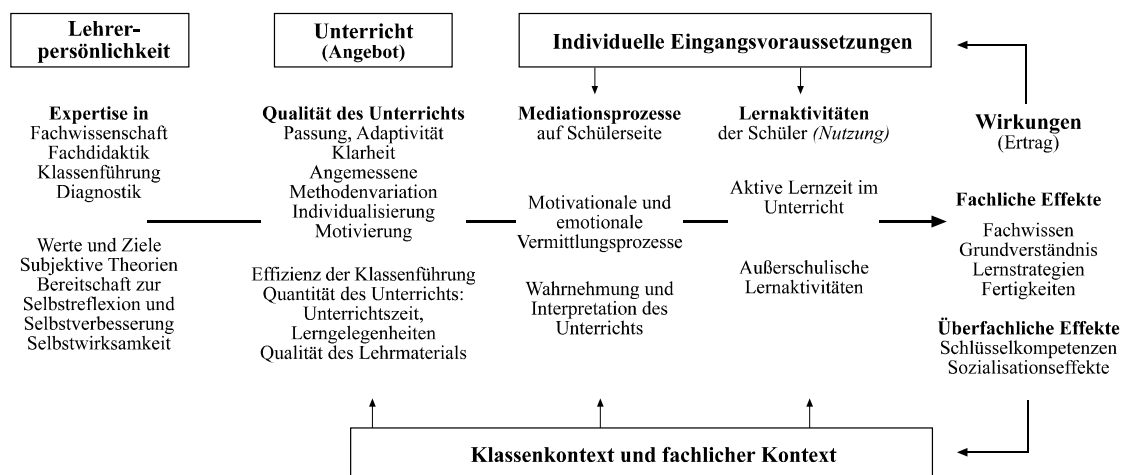 Lehrer-
persönlichkeit
Expertise in
Fachwissenschaft
Fachdidaktik
Klassenführung
Diagnostik
Werte und Ziele
Subjektive Theorien
Bereitschaft zur
Selbstreflexion und
Selbstverbesserung
Selbstwirksamkeit
Unterricht
(Angebot)
Qualität des Unterrichts
Passung, Adaptivität
Klarheit
Angemessene
Methodenvariation
Individualisierung
Motivierung
Effizienz der Klassenführung
Quantität des Unterrichts:
Unterrichtszeit,
Lerngelegenheiten
Qualität des Lehrmaterials
Individuelle Eingangsvoraussetzungen
Mediationsprozesse
auf Schülerseite
Motivationale und
emotionale
Vermittlungsprozesse
Wahrnehmung und
Interpretation des
Unterrichts
Lernaktivitäten
der Schüler (Nutzung)
Aktive Lernzeit im
Unterricht
Außerschulische
Lernaktivitäten
Wirkungen
(Ertrag)
Fachliche Effekte
Fachwissen
Grundverständnis
Lernstrategien
Fertigkeiten
Überfachliche Effekte
Schlüsselkompetenzen
Sozialisationseffekte
Klassenkontext und fachlicher Kontext